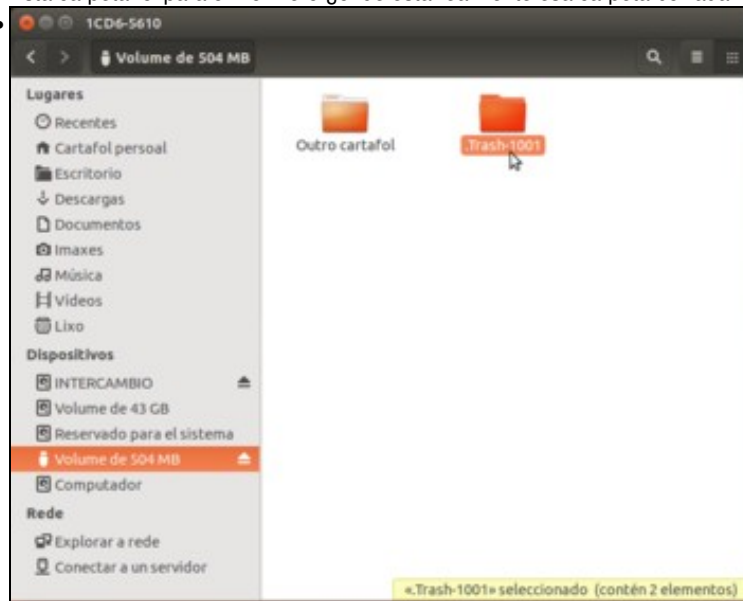 1CD6-5610
Volume de 504 MB
Lugares
Recentes
Cartafol persoal
Escritorio
Descargas
Documentos
Imaxes
Música
Vídeos
Lixo
Dispositivos
INTERCAMBIO
Volume de 43 GB
Reservado para el sistema
Volume de 504 MB
Computador
Rede
Explorar a rede
Conectar a un servidor
Outro cartafol
.Trash-1001
«.Trash-1001» seleccionado (contén 2 elementos)